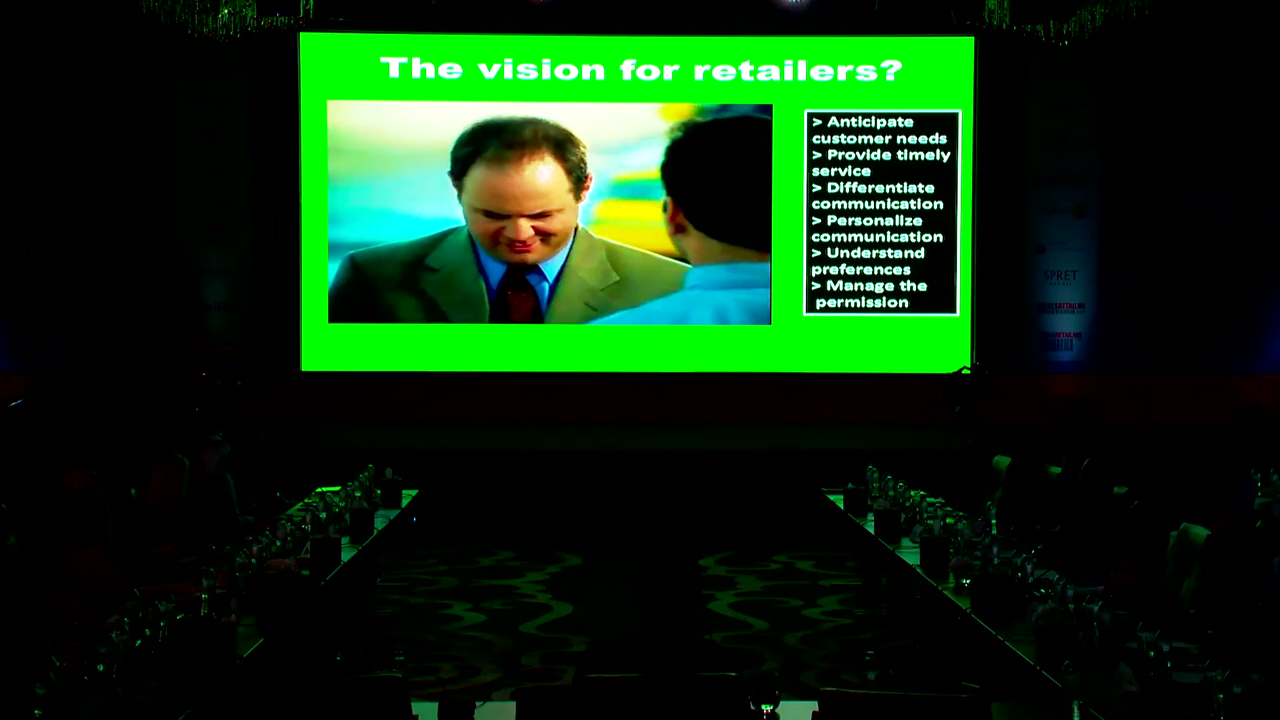 The vision for retailers?
> Anticipate
customer needs
> Provide timely
service
> Differentiate
communication
> Personalize
communication
> Understand
preferences
> Manage the
permission